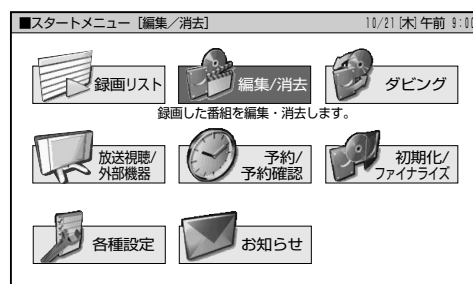 ■スタートメニュー［編集／消去］ 10/21[木]午前 9:00
録画リスト 編集/消去 ダビング
録画した番組を編集・消去します。
放送視聴/ 予約/ 初期化/
外部機器 予約確認 ファイナライズ
各種設定 お知らせ